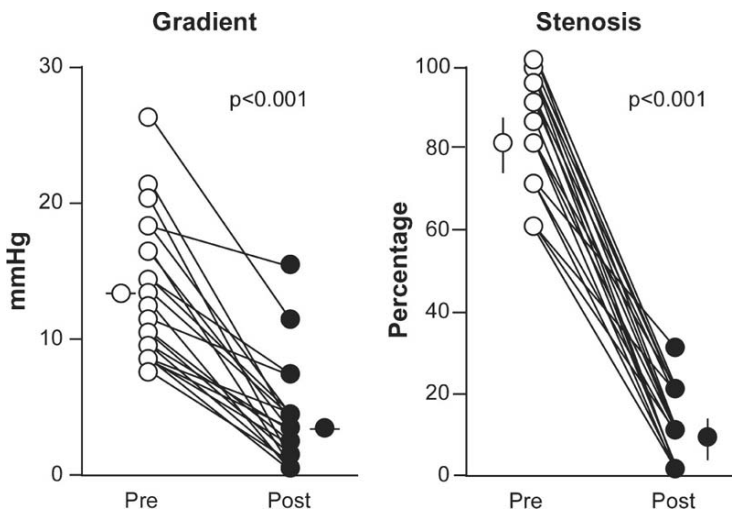 Gradient
30
p<0.001
20
mmHg
10
0
Pre
Post
Stenosis
100
p<0.001
80
60
Percentage
40
20
0
Pre
Post